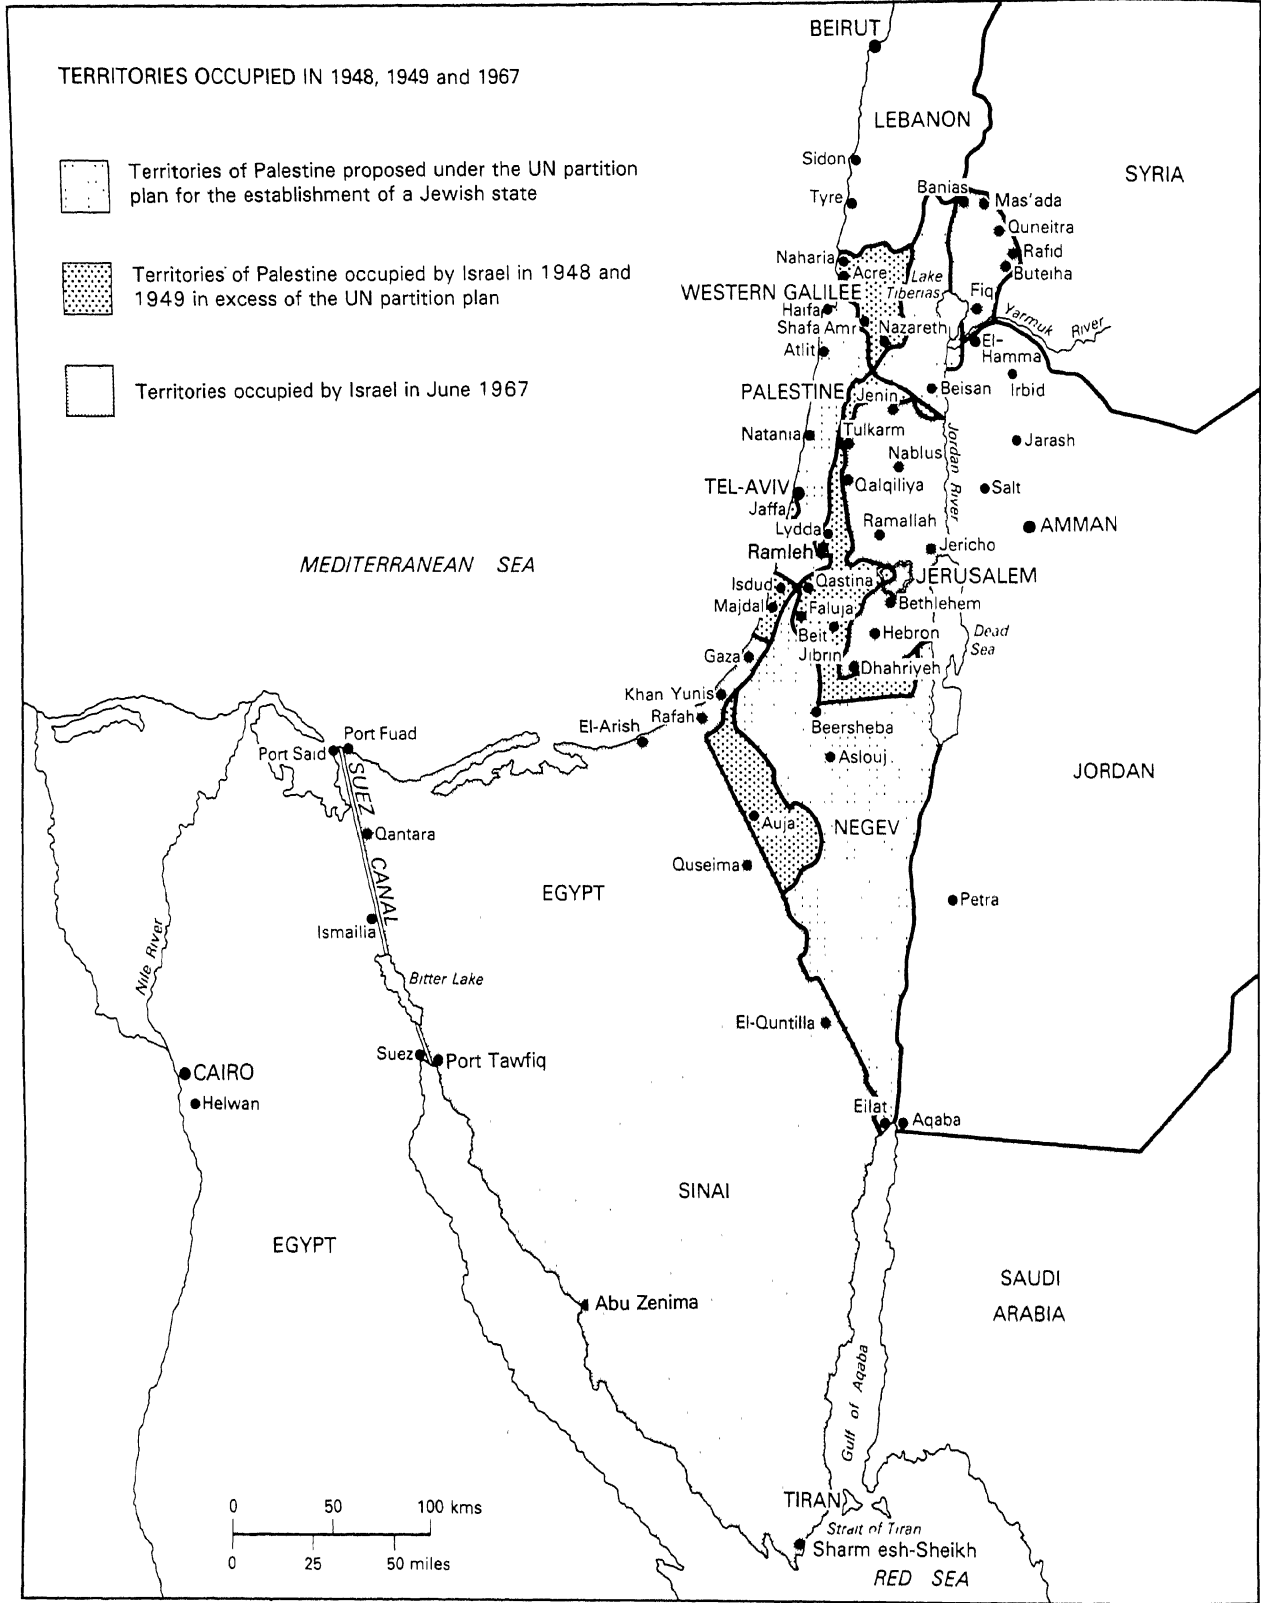 TERRITORIES OCCUPIED IN 1948, 1949 and 1967
Territories of Palestine proposed under the UN partition
plan for the establishment of a Jewish state
Territories of Palestine occupied by Israel in 1948 and
1949 in excess of the UN partition plan
Territories occupied by Israel in June 1967
BEIRUT
LEBANON
SYRIA
Sidon
Tyre
Banias
Mas'ada
Quneitra
Rafid
Buteiha
Naharia
Acre
Lake
Tiberias
WESTERN GALILEE
Fiq
Haifa
Shafa Amr
Nazareth
Yarmuk
River
Atlit
El-
Hamma
PALESTINE
Jenin
Beisan
Irbid
Natania
Tulkarm
Jordan River
Jarash
Nablus
TEL-AVIV
Qalqiliya
Salt
Jaffa
Lydda
Ramallah
AMMAN
Ramleh
Jericho
MEDITERRANEAN SEA
Isdud
Qastina
JERUSALEM
Majdal
Faluja
Bethlehem
Beit
Jibrin
Hebron
Dead
Sea
Gaza
Dhahriyeh
Khan Yunis
Rafah
El-Arish
Beersheba
Port Fuad
Port Said
Aslouj
JORDAN
SUEZ CANAL
Qantara
Auja
NEGEV
Quseima
EGYPT
Petra
Ismailia
Nile River
Bitter Lake
El-Quntilla
Suez
Port Tawfiq
CAIRO
Helwan
Eilat
Aqaba
SINAI
EGYPT
SAUDI
ARABIA
Abu Zenima
Gulf of Aqaba
0 50 100 kms
0 25 50 miles
TIRAN
Strait of Tiran
Sharm esh-Sheikh
RED SEA